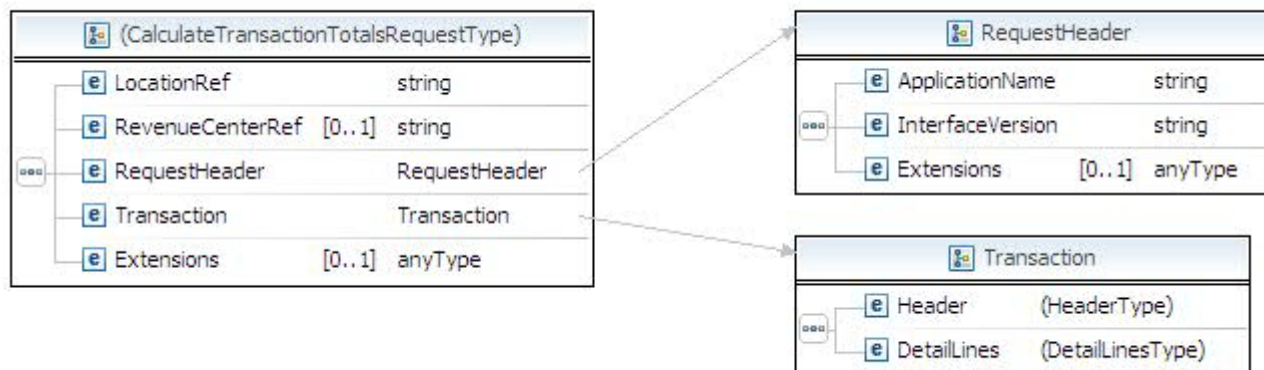 (CalculateTransactionTotalsRequestType)
e LocationRef string
e RevenueCenterRef [0..1] string
e RequestHeader RequestHeader
e Transaction Transaction
e Extensions [0..1] anyType
RequestHeader
e ApplicationName string
e InterfaceVersion string
e Extensions [0..1] anyType
Transaction
e Header (HeaderType)
e DetailLines (DetailLinesType)